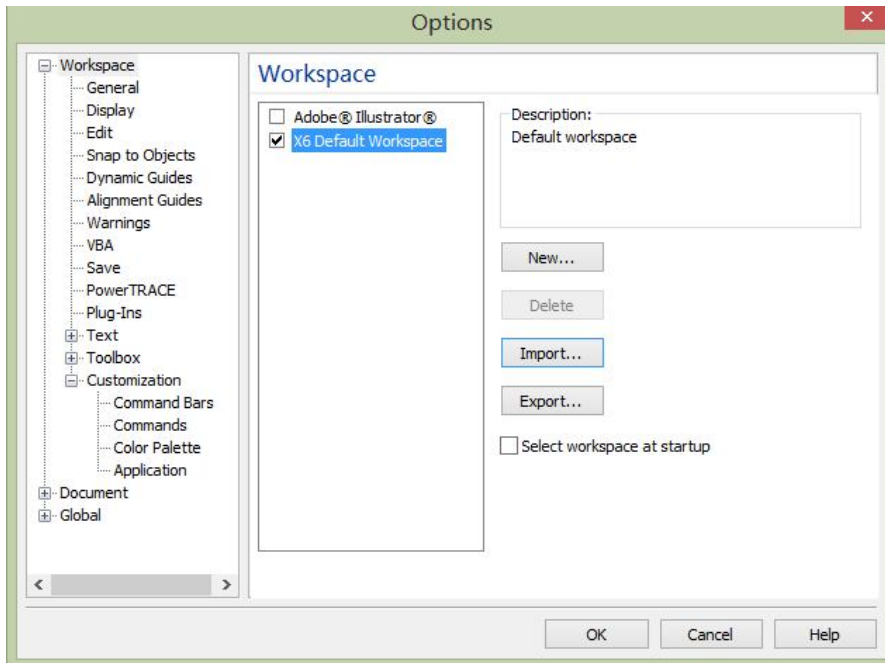 Options
Workspace
General
Display
Edit
Snap to Objects
Dynamic Guides
Alignment Guides
Warnings
VBA
Save
PowerTRACE
Plug-Ins
Text
Toolbox
Customization
Command Bars
Commands
Color Palette
Application
Document
Global
Workspace
Adobe® Illustrator®
X6 Default Workspace
Description:
Default workspace
New...
Delete
Import...
Export...
Select workspace at startup
OK
Cancel
Help